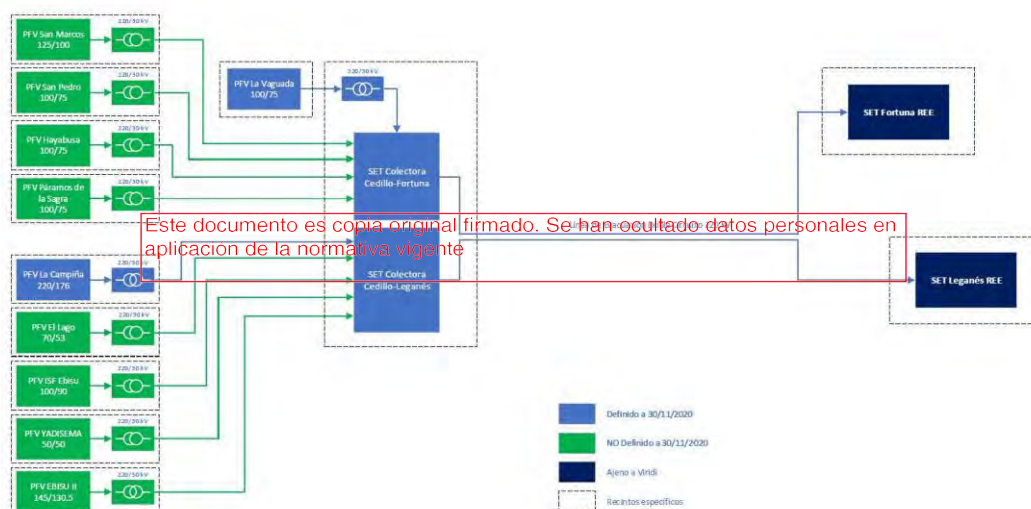 220/30 kV
PFV San Marcos
125/100
220/30 kV
PFV San Pedro
100/75
220/30 kV
PFV Hayabusa
100/75
220/30 kV
PFV Páramos de
la Sagra
100/75
220/30 kV
PFV La Campiña
220/176
220/30 kV
PFV El Lago
70/53
220/30 kV
PFV ISF Ebisu
100/90
220/30 kV
PFV YADISEMA
50/50
220/30 kV
PFV EBISU II
145/130.5
PFV La Vaguada
100/75
220/30 kV
SET Colectora
Cedillo-Fortuna
SET Colectora
Cedillo-Leganés
Este documento es copia original firmado. Se han ocultado datos personales en
aplicacion de la normativa vigente
SET Fortuna REE
SET Leganés REE
Definido a 30/11/2020
NO Definido a 30/11/2020
Ajeno a Viridi
Recintos específicos